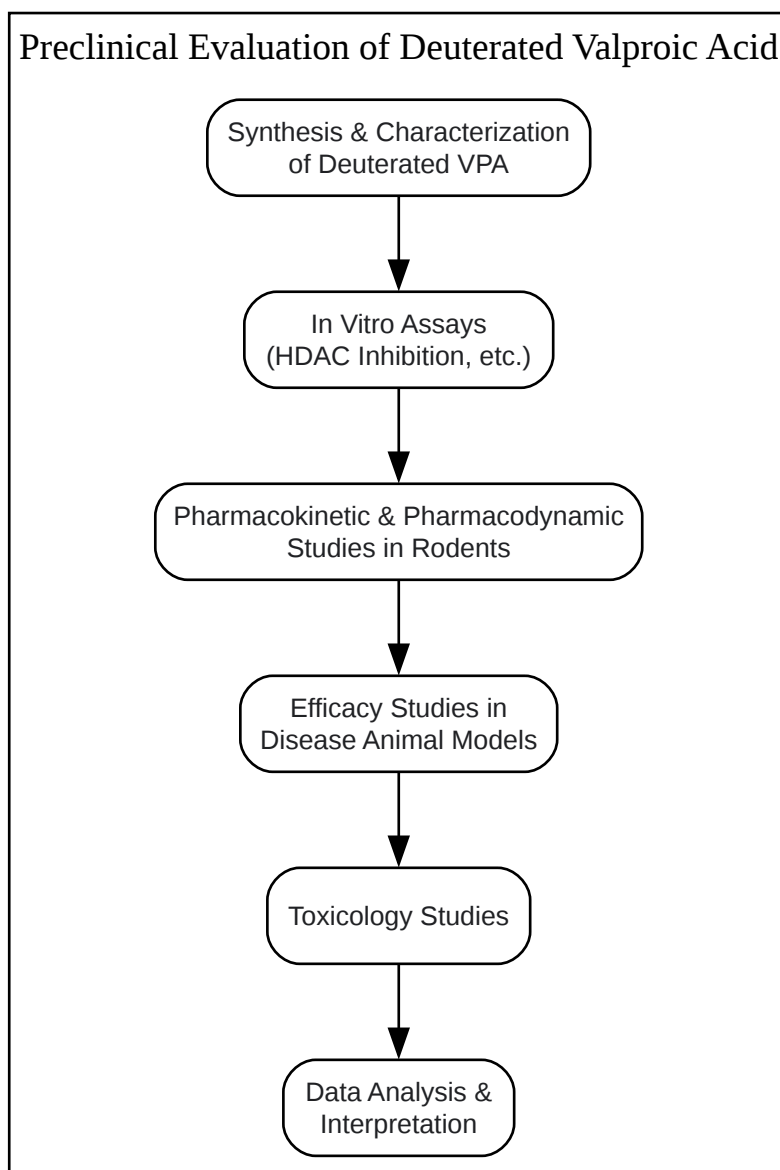 Preclinical Evaluation of Deuterated Valproic Acid
Synthesis & Characterization
of Deuterated VPA
In Vitro Assays
(HDAC Inhibition, etc.)
Pharmacokinetic & Pharmacodynamic
Studies in Rodents
Efficacy Studies in
Disease Animal Models
Toxicology Studies
Data Analysis &
Interpretation